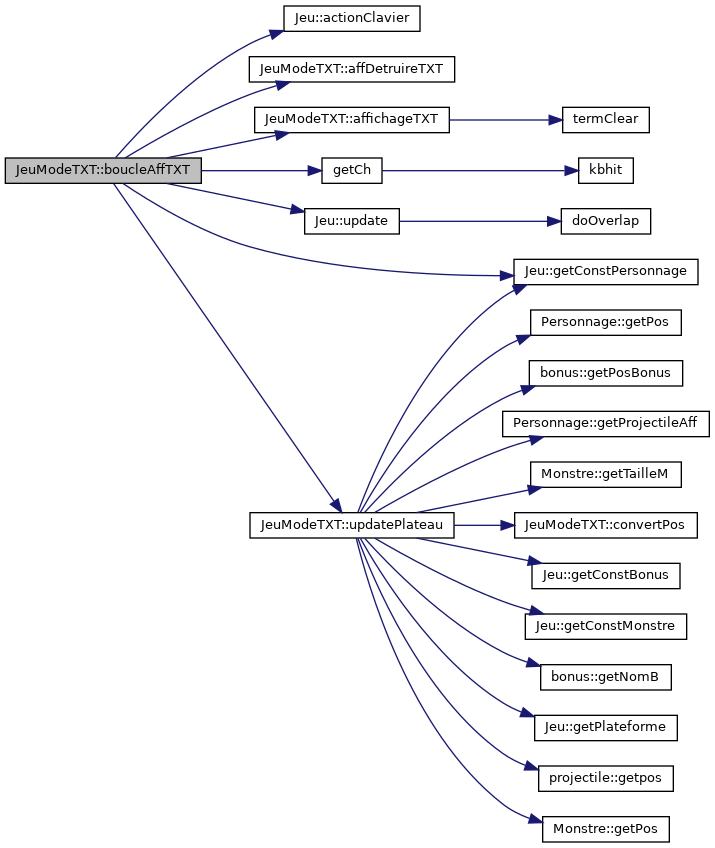 Jeu::actionClavier
JeuModeTXT::affDetruireTXT
JeuModeTXT::affichageTXT
termClear
JeuModeTXT::boucleAffTXT
getCh
kbhit
Jeu::update
doOverlap
Jeu::getConstPersonnage
Personnage::getPos
bonus::getPosBonus
Personnage::getProjectileAff
Monstre::getTailleM
JeuModeTXT::updatePlateau
JeuModeTXT::convertPos
Jeu::getConstBonus
Jeu::getConstMonstre
bonus::getNomB
Jeu::getPlateforme
projectile::getpos
Monstre::getPos